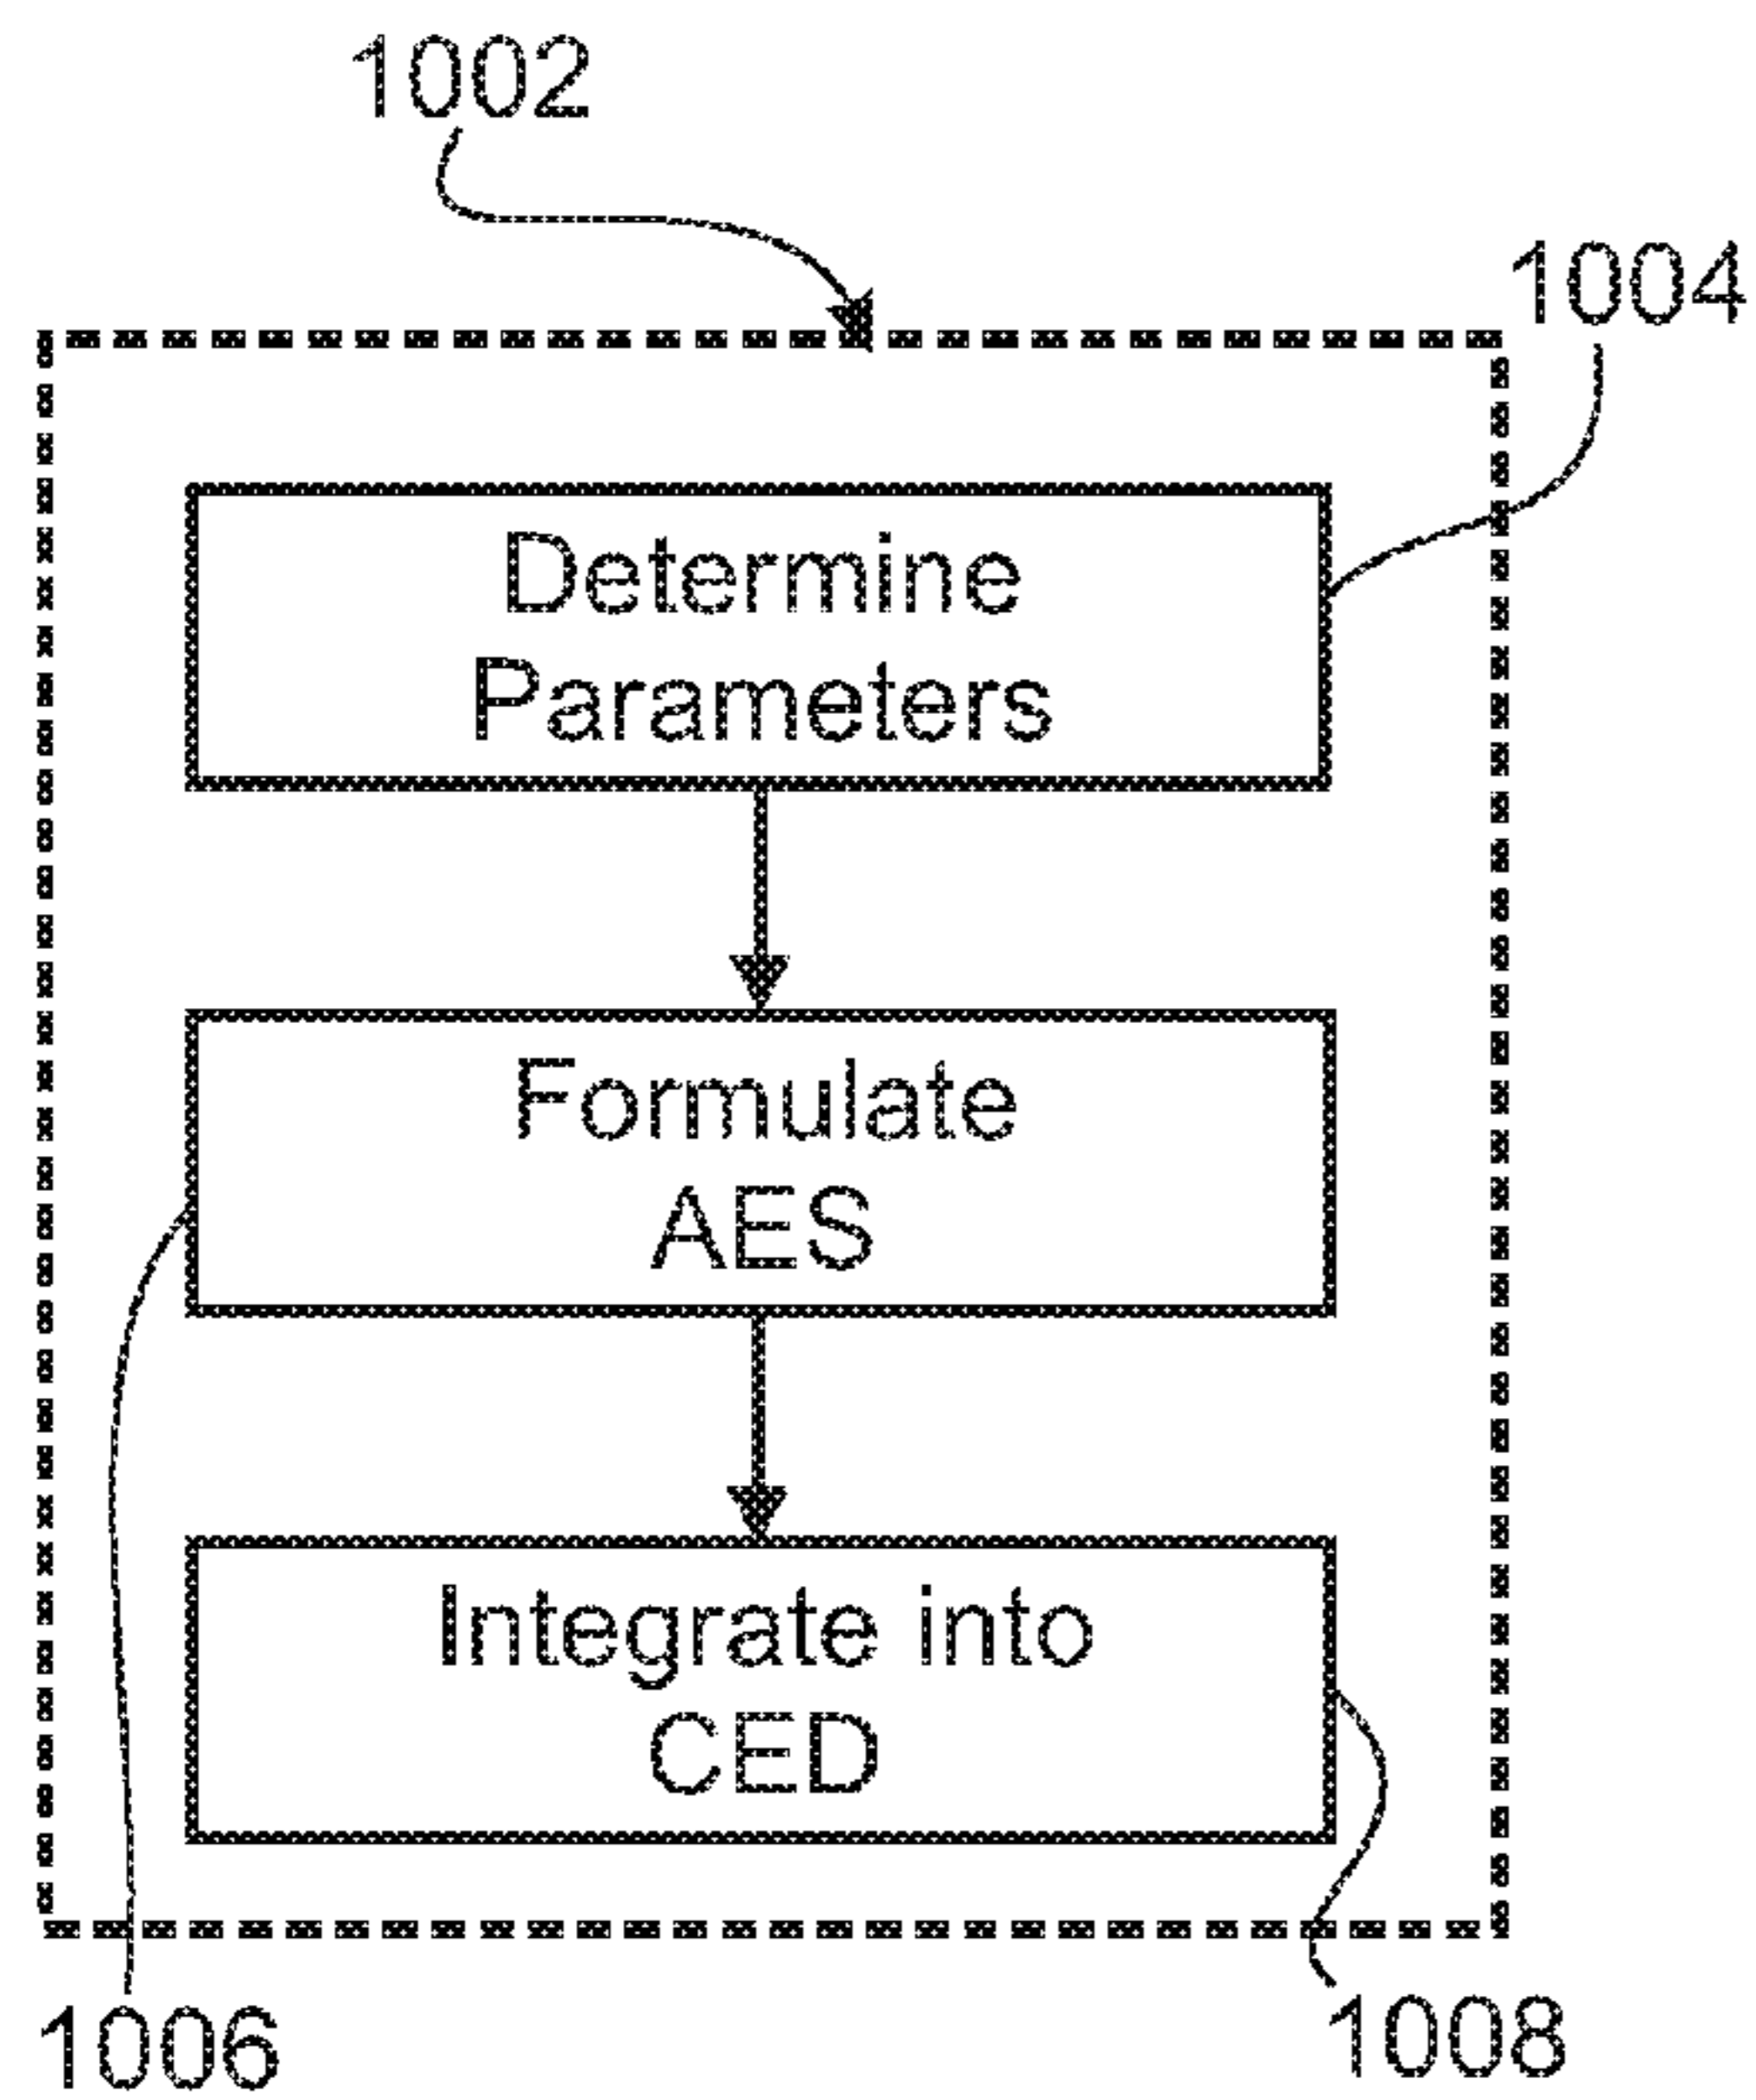 1002
1004
Determine
Parameters
Formulate
AES
Integrate into
CED
1006
1008